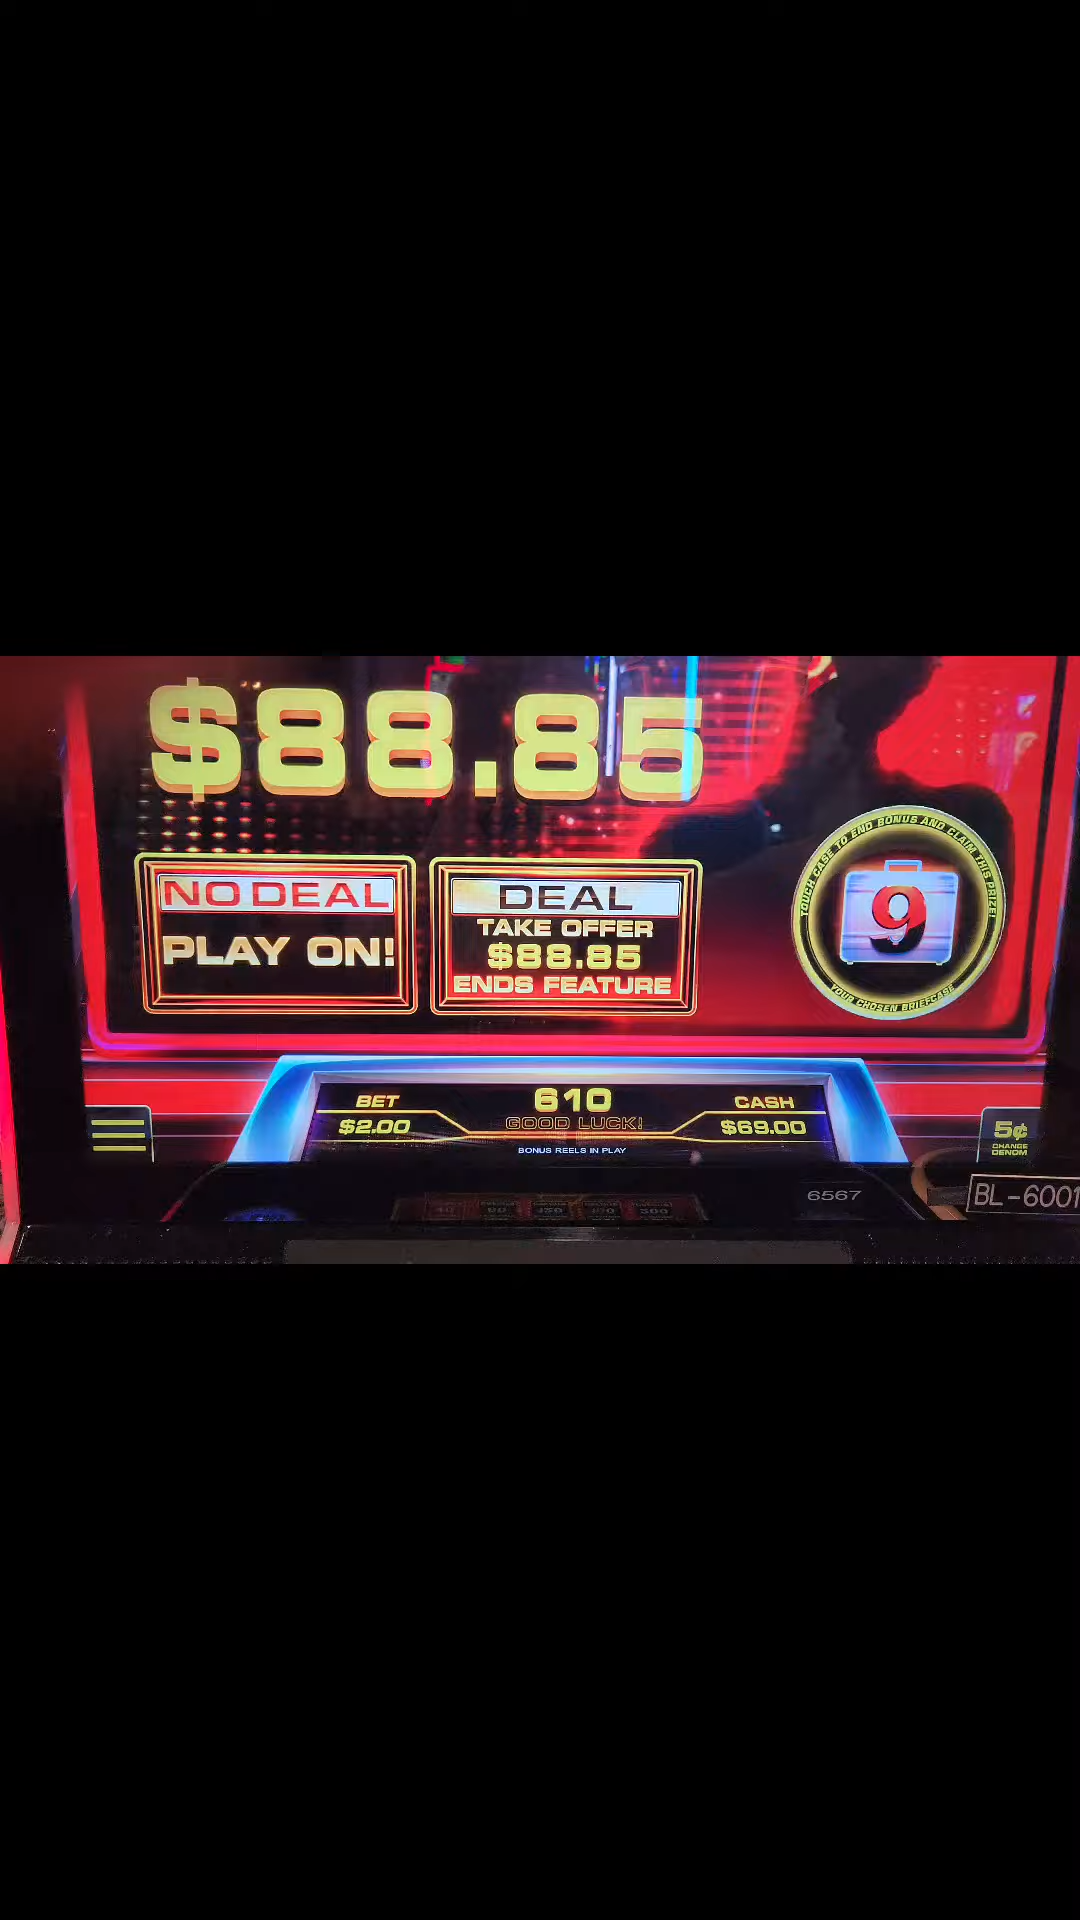 $88.85
NO DEAL
PLAY ON!
DEAL
TAKE OFFER
$88.85
ENDS FEATURE
TOUCH CASE TO END BONUS AND CLAIM THIS PRIZE!
9
YOUR CHOSEN BRIEFCASE
BET
$2.00
610
GOOD LUCK!
CASH
$69.00
BONUS REELS IN PLAY
5¢
CHANGE
DENOM
6567
BL-6001